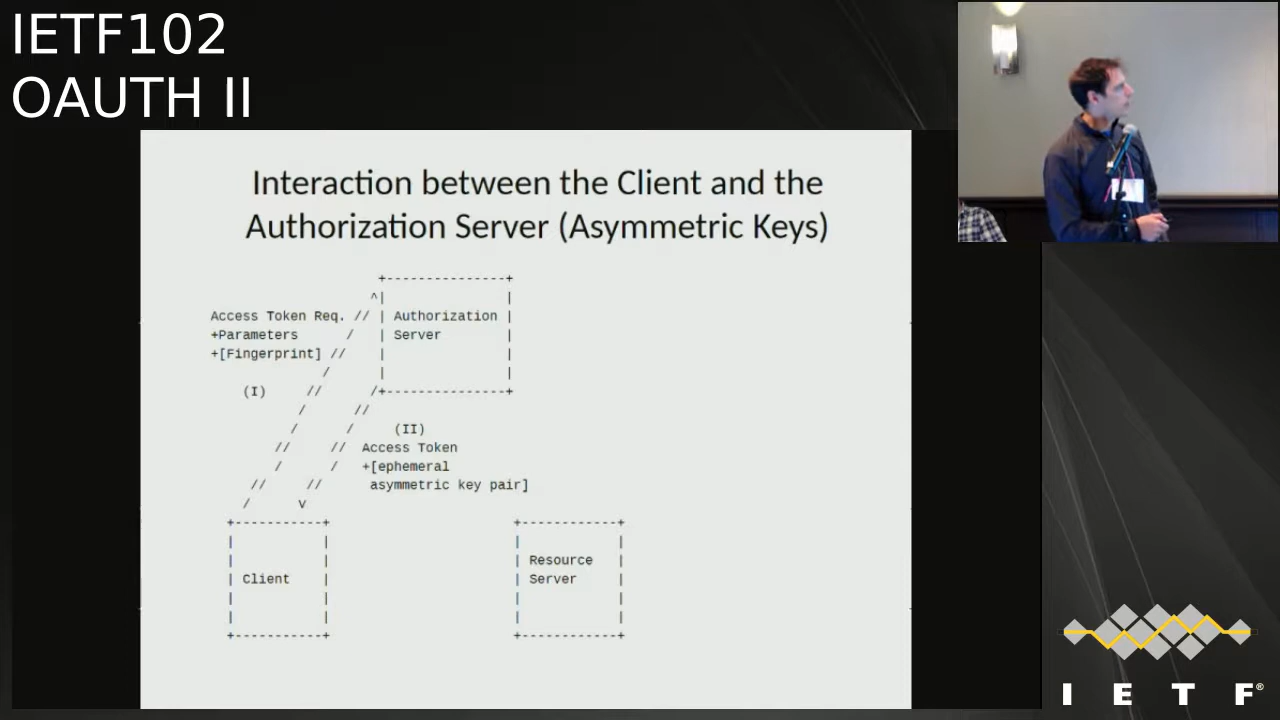 IETF102
OAUTH II
Interaction between the Client and the
Authorization Server (Asymmetric Keys)
Access Token Req.
+Parameters
+[Fingerprint]
(I)
Authorization
Server
(II)
Access Token
+[ephemeral
asymmetric key pair]
Client
Resource
Server
I E T F®